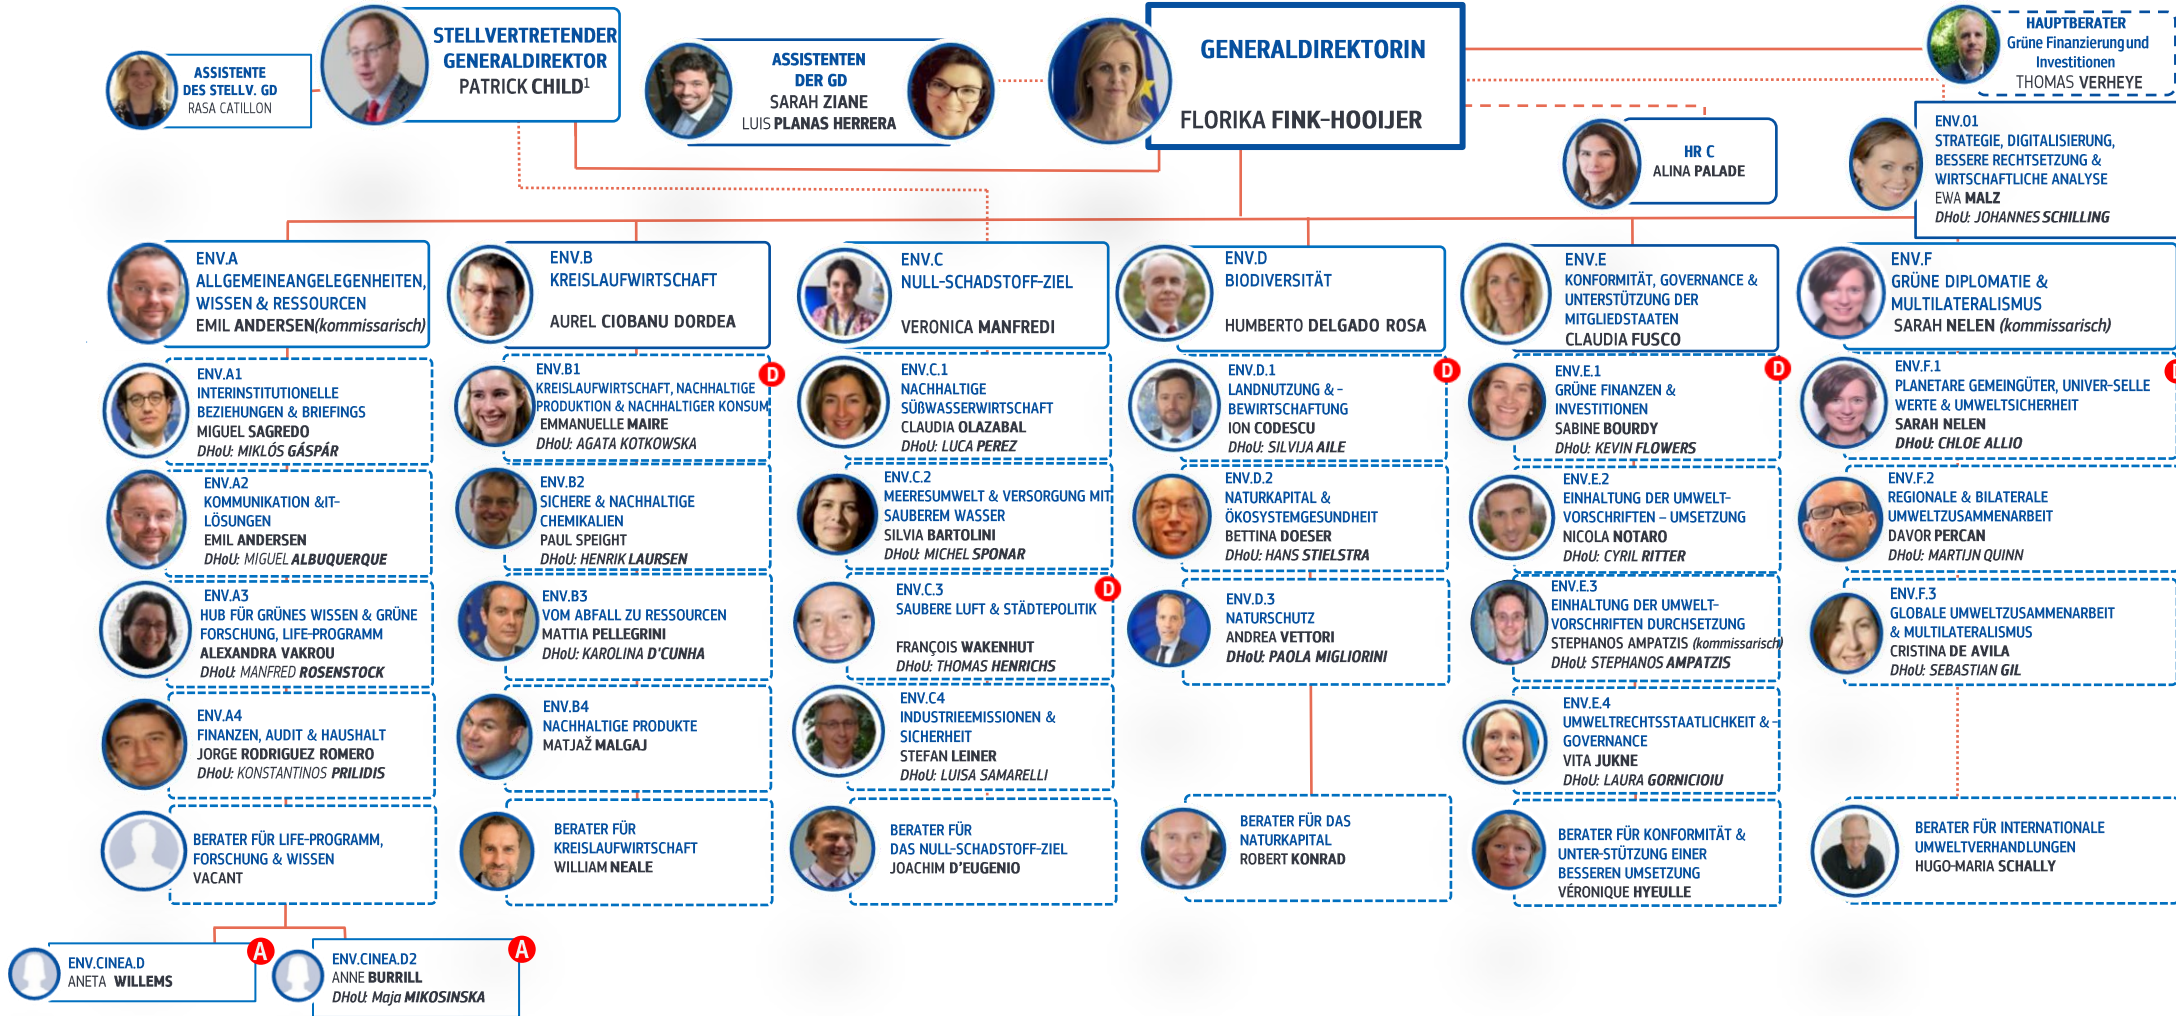 ASSISTENTE
DES STELLV. GD
RASA CATILLON
STELLVERTRETENDER
GENERALDIREKTOR
PATRICK CHILD¹
ASSISTENTEN
DER GD
SARAH ZIANE
LUIS PLANAS HERRERA
GENERALDIREKTORIN
FLORIKA FINK-HOOIJER
HAUPTBERATER
Grüne Finanzierungund
Investitionen
THOMAS VERHEYE
HR C
ALINA PALADE
ENV.01
STRATEGIE, DIGITALISIERUNG,
BESSERE RECHTSETZUNG &
WIRTSCHAFTLICHE ANALYSE
EWA MALZ
DHoU: JOHANNES SCHILLING
ENV.A
ALLGEMEINEANGELEGENHEITEN,
WISSEN & RESSOURCEN
EMIL ANDERSEN(kommissarisch)
ENV.A1
INTERINSTITUTIONELLE
BEZIEHUNGEN & BRIEFINGS
MIGUEL SAGREDO
DHoU: MIKLÓS GÁSPÁR
ENV.A2
KOMMUNIKATION &IT-
LÖSUNGEN
EMIL ANDERSEN
DHoU: MIGUEL ALBUQUERQUE
ENV.A3
HUB FÜR GRÜNES WISSEN & GRÜNE
FORSCHUNG, LIFE-PROGRAMM
ALEXANDRA VAKROU
DHoU: MANFRED ROSENSTOCK
ENV.A4
FINANZEN, AUDIT & HAUSHALT
JORGE RODRIGUEZ ROMERO
DHoU: KONSTANTINOS PRILIDIS
BERATER FÜR LIFE-PROGRAMM,
FORSCHUNG & WISSEN
VACANT
A
ENV.CINEA.D
ANETA WILLEMS
A
ENV.CINEA.D2
ANNE BURRILL
DHoU: Maja MIKOSINSKA
ENV.B
KREISLAUFWIRTSCHAFT
AUREL CIOBANU DORDEA
D
ENV.B1
KREISLAUFWIRTSCHAFT, NACHHALTIGE
PRODUKTION & NACHHALTIGER KONSUM
EMMANUELLE MAIRE
DHoU: AGATA KOTKOWSKA
ENV.B2
SICHERE & NACHHALTIGE
CHEMIKALIEN
PAUL SPEIGHT
DHoU: HENRIK LAURSEN
ENV.B3
VOM ABFALL ZU RESSOURCEN
MATTIA PELLEGRINI
DHoU: KAROLINA D'CUNHA
ENV.B4
NACHHALTIGE PRODUKTE
MATJAŽ MALGAJ
BERATER FÜR
KREISLAUFWIRTSCHAFT
WILLIAM NEALE
ENV.C
NULL-SCHADSTOFF-ZIEL
VERONICA MANFREDI
ENV.C.1
NACHHALTIGE
SÜßWASSERWIRTSCHAFT
CLAUDIA OLAZABAL
DHoU: LUCA PEREZ
ENV.C.2
MEERESUMWELT & VERSORGUNG MIT
SAUBEREM WASSER
SILVIA BARTOLINI
DHoU: MICHEL SPONAR
D
ENV.C.3
SAUBERE LUFT & STÄDTEPOLITIK
FRANÇOIS WAKENHUT
DHoU: THOMAS HENRICHS
ENV.C4
INDUSTRIEEMISSIONEN &
SICHERHEIT
STEFAN LEINER
DHoU: LUISA SAMARELLI
BERATER FÜR
DAS NULL-SCHADSTOFF-ZIEL
JOACHIM D'EUGENIO
ENV.D
BIODIVERSITÄT
HUMBERTO DELGADO ROSA
D
ENV.D.1
LANDNUTZUNG & -
BEWIRTSCHAFTUNG
ION CODESCU
DHoU: SILVIJA AILE
ENV.D.2
NATURKAPITAL &
ÖKOSYSTEMGESUNDHEIT
BETTINA DOESER
DHoU: HANS STIELSTRA
ENV.D.3
NATURSCHUTZ
ANDREA VETTORI
DHoU: PAOLA MIGLIORINI
BERATER FÜR DAS
NATURKAPITAL
ROBERT KONRAD
ENV.E
KONFORMITÄT, GOVERNANCE &
UNTERSTÜTZUNG DER
MITGLIEDSTAATEN
CLAUDIA FUSCO
D
ENV.E.1
GRÜNE FINANZEN &
INVESTITIONEN
SABINE BOURDY
DHoU: KEVIN FLOWERS
ENV.E.2
EINHALTUNG DER UMWELT-
VORSCHRIFTEN – UMSETZUNG
NICOLA NOTARO
DHoU: CYRIL RITTER
ENV.E.3
EINHALTUNG DER UMWELT-
VORSCHRIFTEN DURCHSETZUNG
STEPHANOS AMPATZIS (kommissarisch)
DHoU: STEPHANOS AMPATZIS
ENV.E.4
UMWELTRECHTSSTAATLICHKEIT & -
GOVERNANCE
VITA JUKNE
DHoU: LAURA GORNICIOIU
BERATER FÜR KONFORMITÄT &
UNTER-STÜTZUNG EINER
BESSEREN UMSETZUNG
VÉRONIQUE HYEULLE
ENV.F
GRÜNE DIPLOMATIE &
MULTILATERALISMUS
SARAH NELEN (kommissarisch)
ENV.F.1
PLANETARE GEMEINGÜTER, UNIVER-SELLE
WERTE & UMWELTSICHERHEIT
SARAH NELEN
DHoU: CHLOE ALLIO
ENV.F.2
REGIONALE & BILATERALE
UMWELTZUSAMMENARBEIT
DAVOR PERCAN
DHoU: MARTIJN QUINN
ENV.F.3
GLOBALE UMWELTZUSAMMENARBEIT
& MULTILATERALISMUS
CRISTINA DE AVILA
DHoU: SEBASTIAN GIL
BERATER FÜR INTERNATIONALE
UMWELTVERHANDLUNGEN
HUGO-MARIA SCHALLY